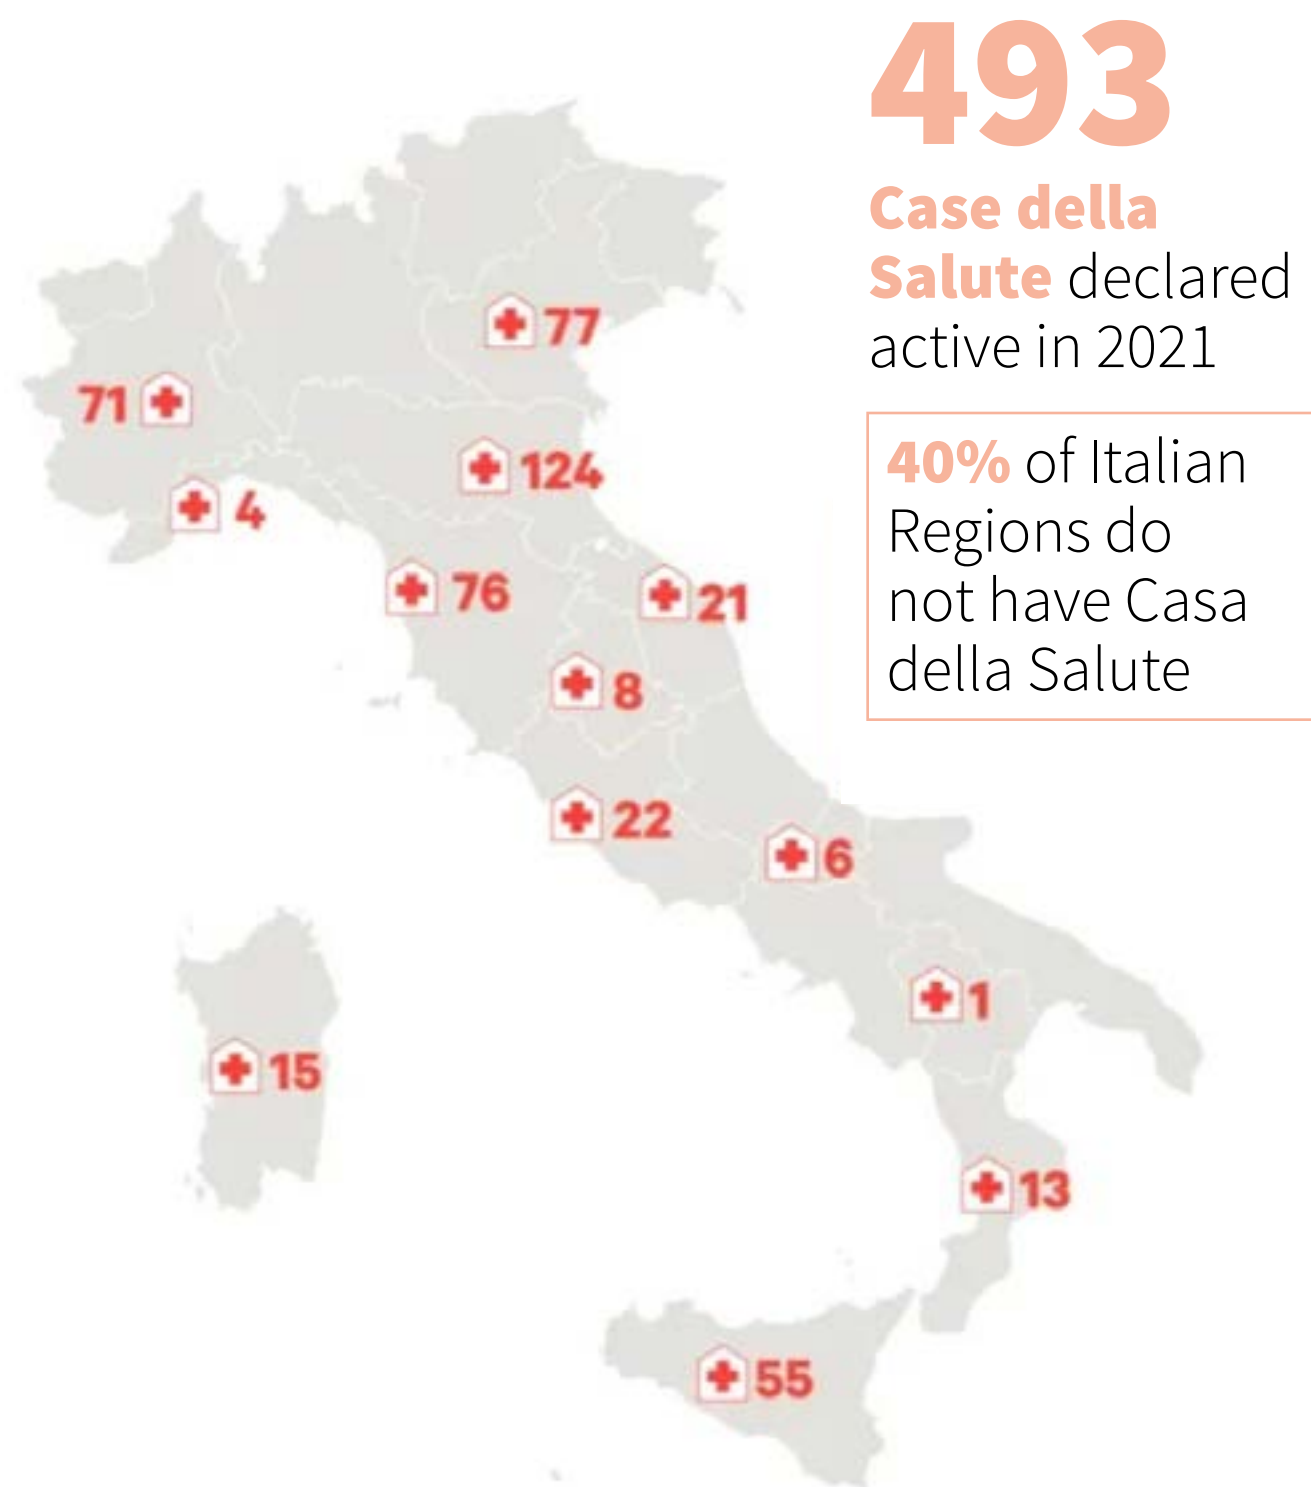 493
Case della
Salute declared
active in 2021
40% of Italian
Regions do
not have Casa
della Salute
77
71
124
4
76
21
8
22
6
1
15
13
55